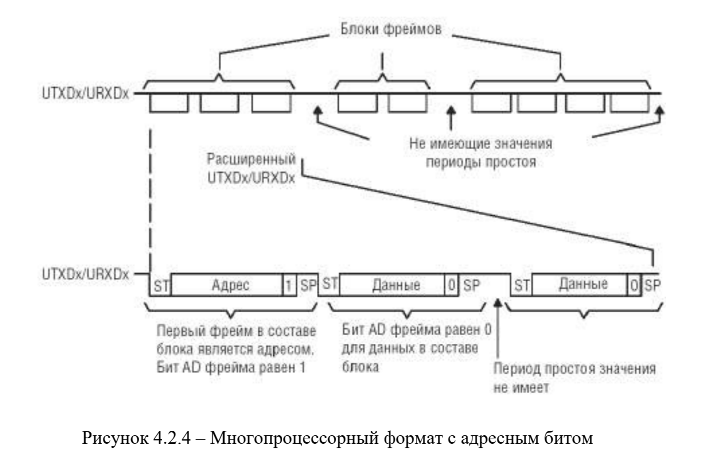 Блоки фреймов
UTXDx/URXDx
Не имеющие значения
периоды простоя
Расширенный
UTXDx/URXDx
UTXDx/URXDx
ST Адрес 1 SP ST Данные 0 SP ST Данные 0 SP
Первый фрейм в составе
блока является адресом.
Бит AD фрейма равен 1
Бит AD фрейма равен 0
для данных в составе
блока
Период простоя значения
не имеет
Рисунок 4.2.4 – Многопроцессорный формат с адресным битом